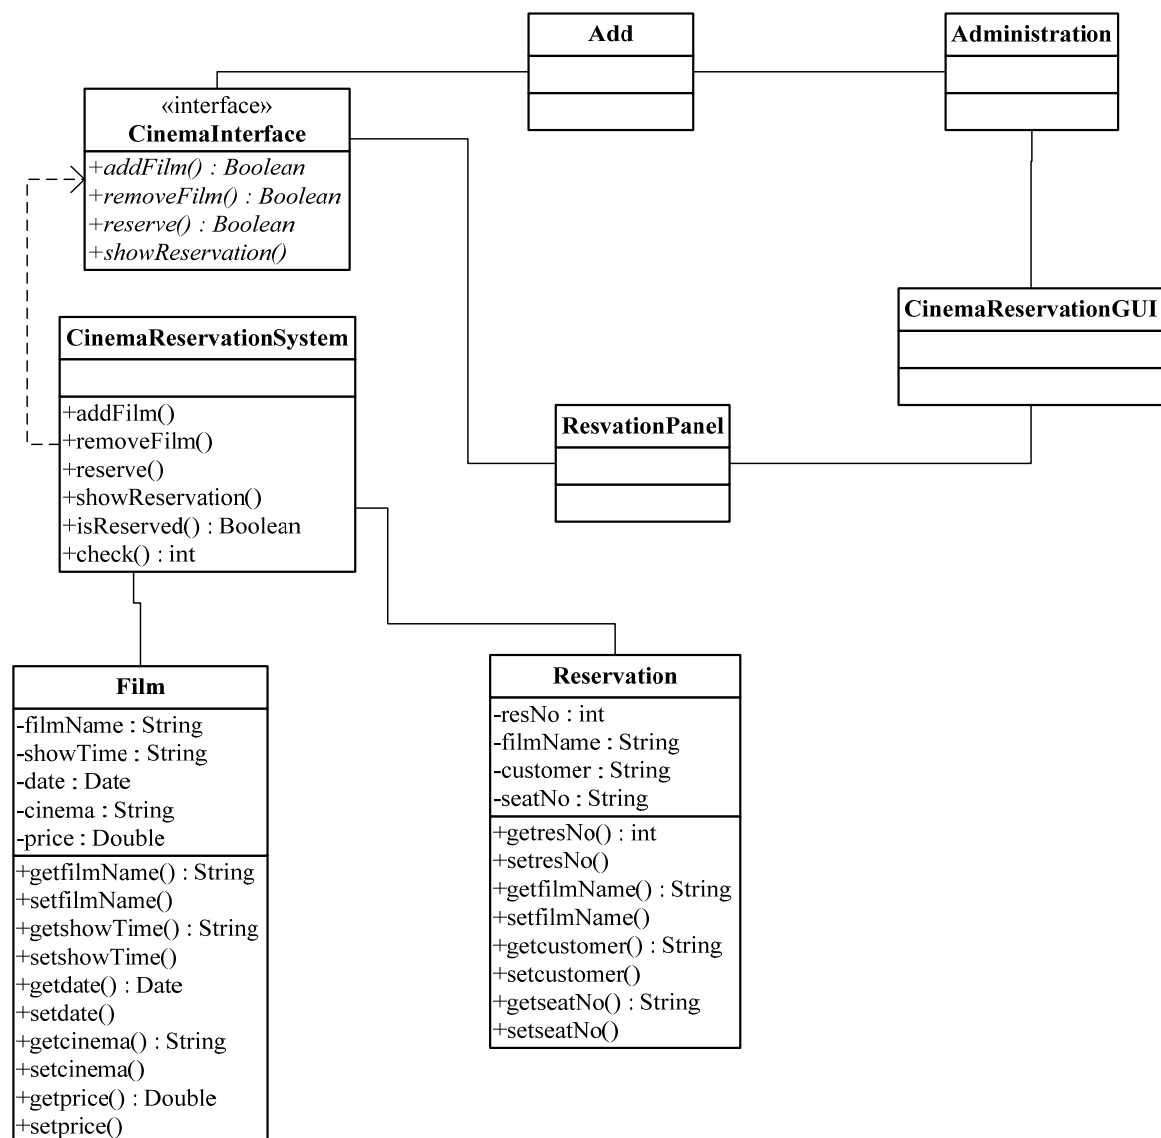 Add
Administration
«interface»
CinemaInterface
+addFilm() : Boolean
+removeFilm() : Boolean
+reserve() : Boolean
+showReservation()
CinemaReservationGUI
CinemaReservationSystem
+addFilm()
+removeFilm()
+reserve()
+showReservation()
+isReserved() : Boolean
+check() : int
ResvationPanel
Film
-filmName : String
-showTime : String
-date : Date
-cinema : String
-price : Double
+getfilmName() : String
+setfilmName()
+getshowTime() : String
+setshowTime()
+getdate() : Date
+setdate()
+getcinema() : String
+setcinema()
+getprice() : Double
+setprice()
Reservation
-resNo : int
-filmName : String
-customer : String
-seatNo : String
+getresNo() : int
+setresNo()
+getfilmName() : String
+setfilmName()
+getcustomer() : String
+setcustomer()
+getseatNo() : String
+setseatNo()